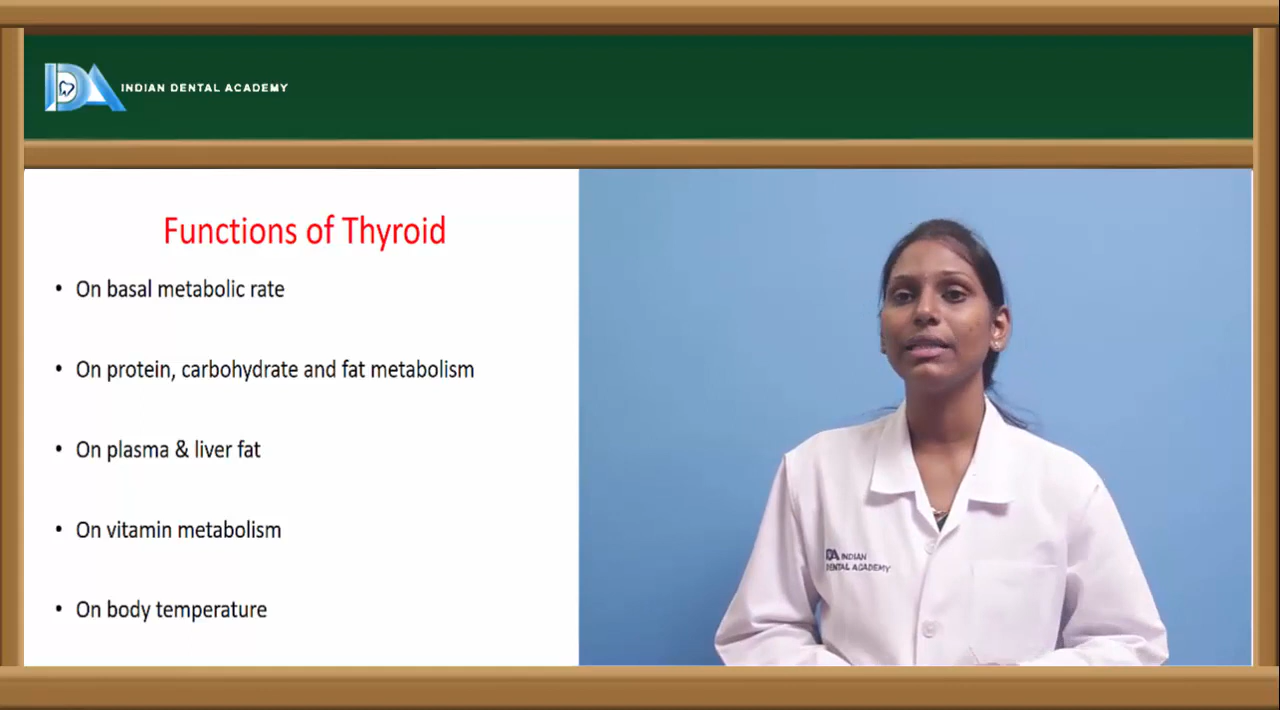 INDIAN DENTAL ACADEMY
Functions of Thyroid
• On basal metabolic rate
• On protein, carbohydrate and fat metabolism
• On plasma & liver fat
• On vitamin metabolism
• On body temperature
IDA INDIAN
DENTAL ACADEMY